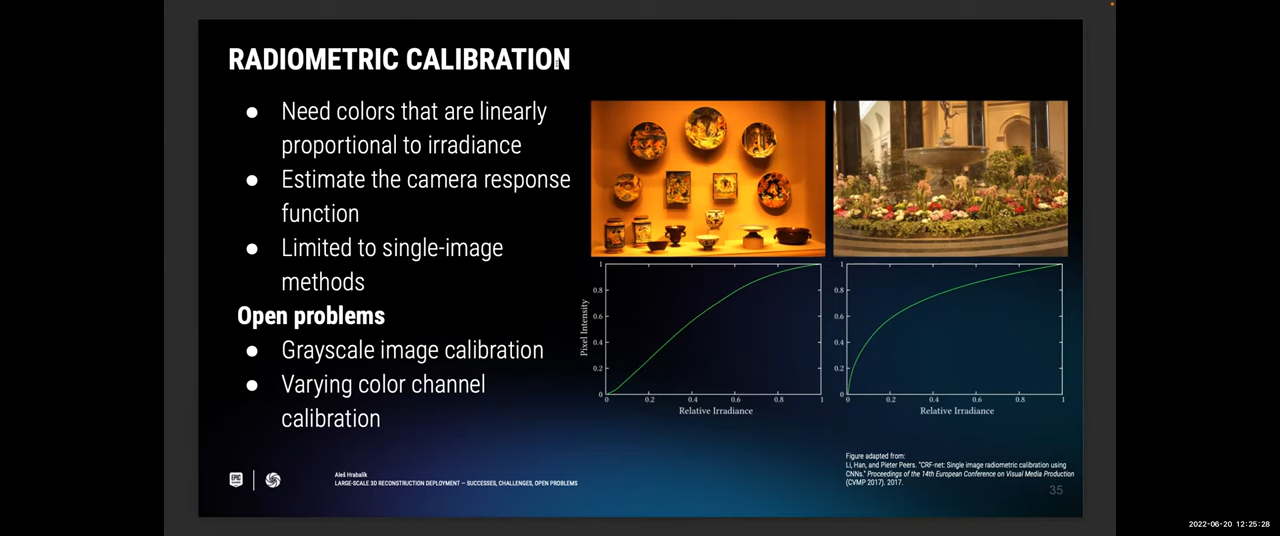 RADIOMETRIC CALIBRATION
● Need colors that are linearly
proportional to irradiance
● Estimate the camera response
function
● Limited to single-image
methods
Open problems
● Grayscale image calibration
● Varying color channel
calibration
Pixel Intensity
1
0.8
0.6
0.4
0.2
0
0 0.2 0.4 0.6 0.8 1
Relative Irradiance
1
0.8
0.6
0.4
0.2
0
0 0.2 0.4 0.6 0.8 1
Relative Irradiance
Figure adapted from:
Li, Han, and Pieter Peers. "CRF-net: Single image radiometric calibration using
CNNs." Proceedings of the 14th European Conference on Visual Media Production
(CVMP 2017). 2017.
EPIC
Aleš Hrabalík
LARGE-SCALE 3D RECONSTRUCTION DEPLOYMENT – SUCCESSES, CHALLENGES, OPEN PROBLEMS
35
2022-06-20 12:25:28